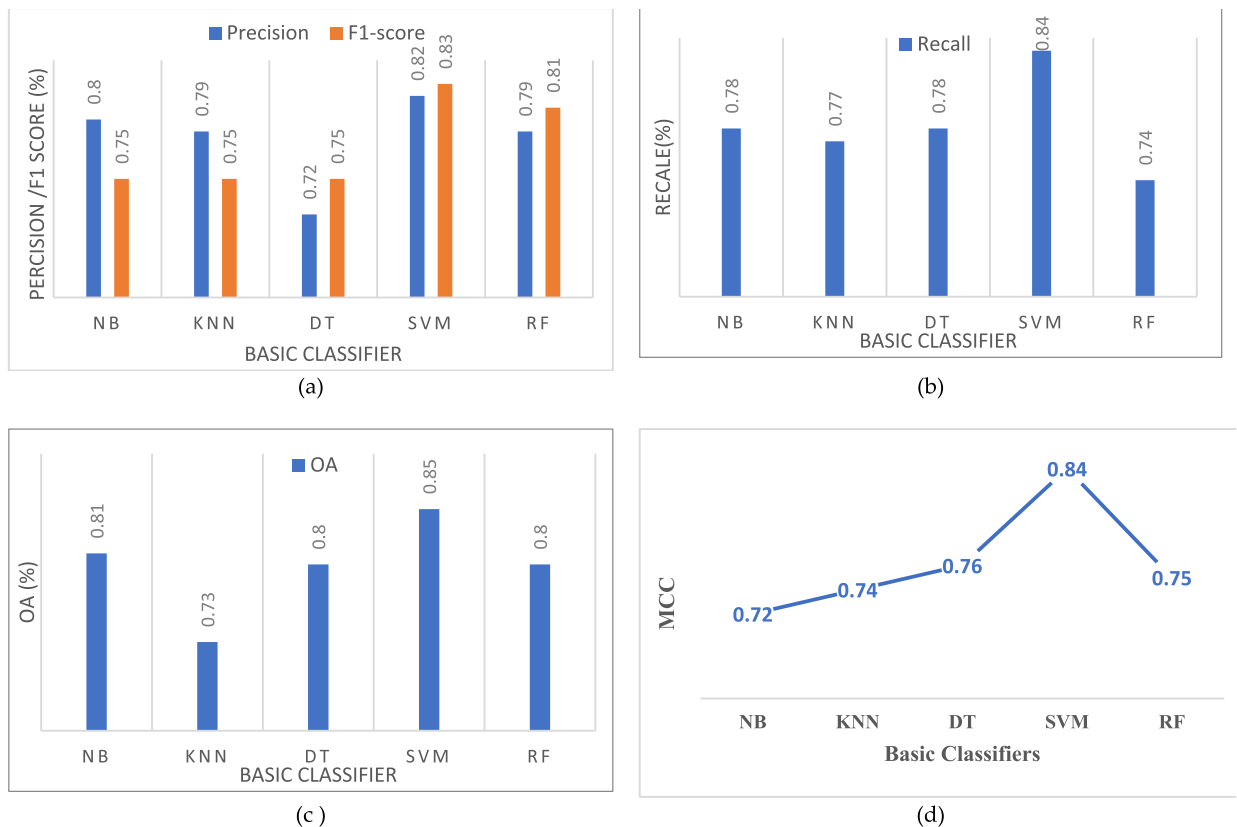 Precision F1-score
PERCISION /F1 SCORE (%)
0.8 0.75 0.79 0.75 0.72 0.75 0.82 0.83 0.79 0.81
NB KNN DT SVM RF
BASIC CLASSIFIER
(a)
Recall
RECALE(%)
0.78 0.77 0.78 0.84 0.74
NB KNN DT SVM RF
BASIC CLASSIFIER
(b)
OA
OA (%)
0.81 0.73 0.8 0.85 0.8
NB KNN DT SVM RF
BASIC CLASSIFIER
(c )
MCC
0.72 0.74 0.76 0.84 0.75
NB KNN DT SVM RF
Basic Classifiers
(d)